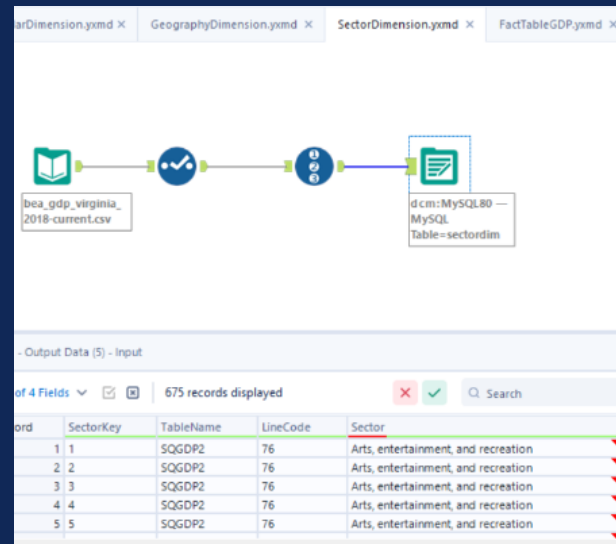 arDimension.yxmd × GeographyDimension.yxmd × SectorDimension.yxmd × FactTableGDP.yxmd ×
1
2
3
bea_gdp_virginia_
2018-current.csv
dcm:MySQL80 —
MySQL
Table=sectordim
- Output Data (5) - Input
of 4 Fields 675 records displayed Search
ord SectorKey TableName LineCode Sector
1 1 SQGDP2 76 Arts, entertainment, and recreation
2 2 SQGDP2 76 Arts, entertainment, and recreation
3 3 SQGDP2 76 Arts, entertainment, and recreation
4 4 SQGDP2 76 Arts, entertainment, and recreation
5 5 SQGDP2 76 Arts, entertainment, and recreation